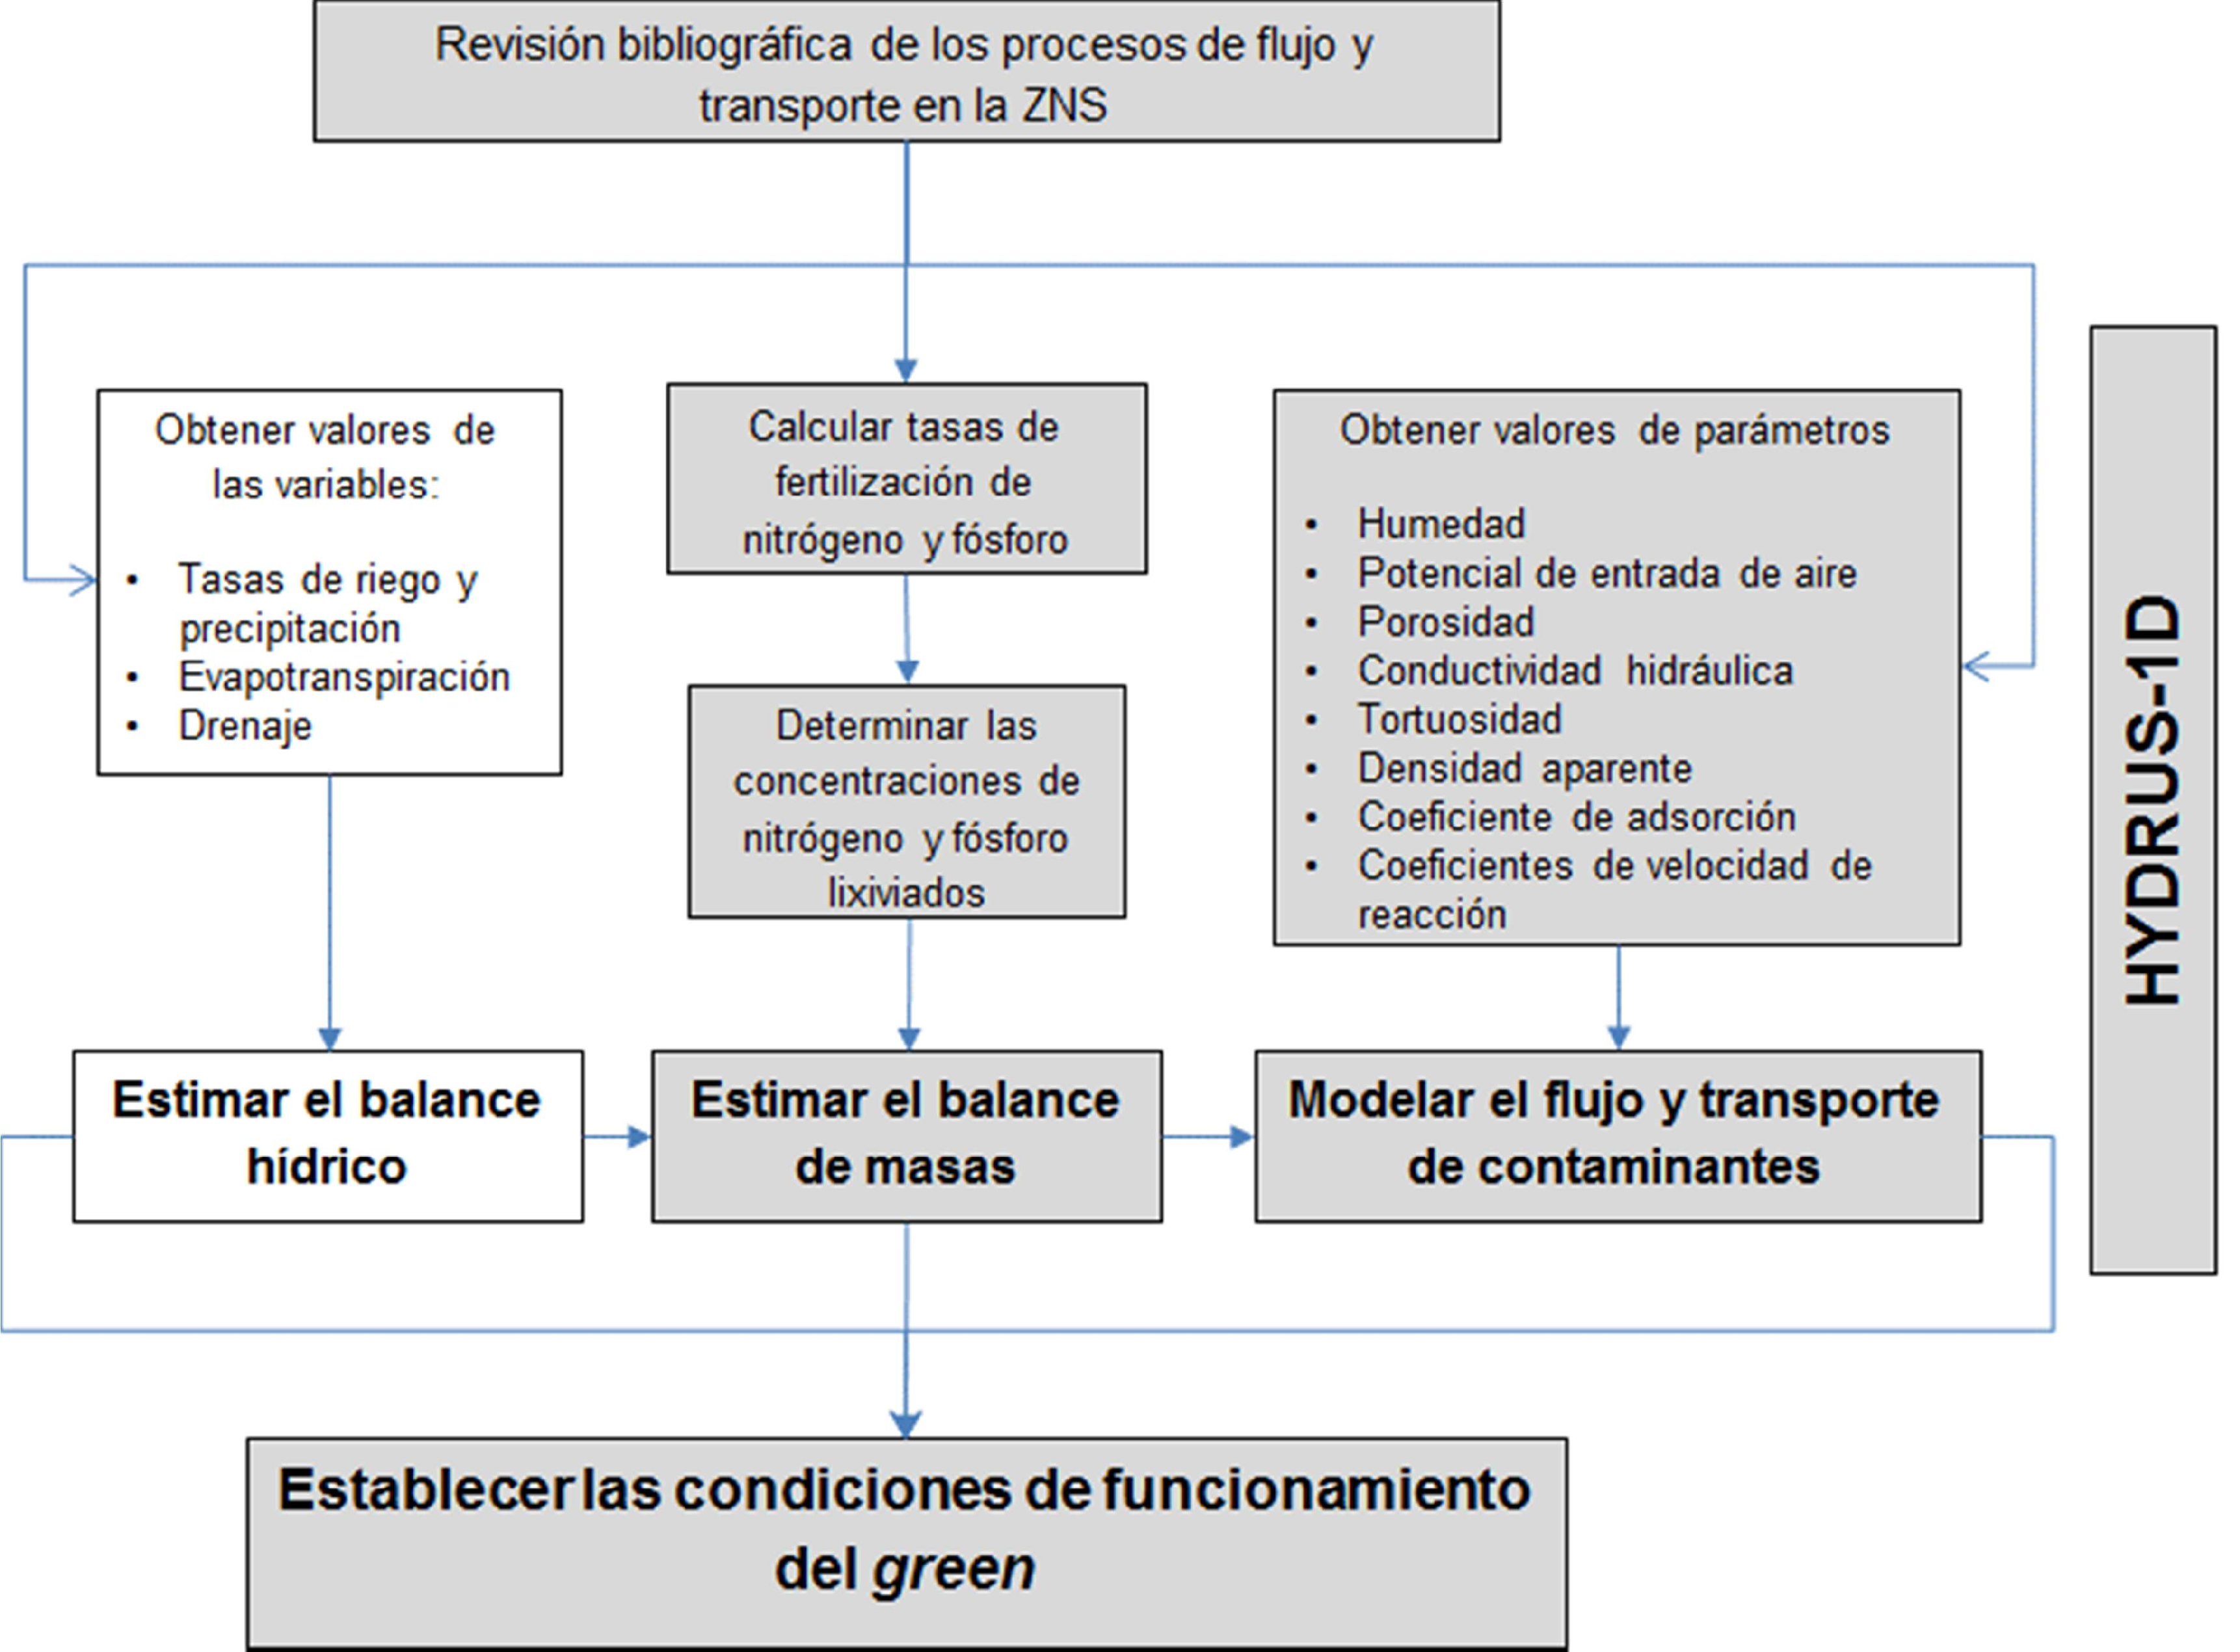 Revisión bibliográfica de los procesos de flujo y
transporte en la ZNS
Obtener valores de
las variables:
• Tasas de riego y
precipitación
• Evapotranspiración
• Drenaje
Calcular tasas de
fertilización de
nitrógeno y fósforo
Determinar las
concentraciones de
nitrógeno y fósforo
lixiviados
Obtener valores de parámetros
• Humedad
• Potencial de entrada de aire
• Porosidad
• Conductividad hidráulica
• Tortuosidad
• Densidad aparente
• Coeficiente de adsorción
• Coeficientes de velocidad de
reacción
HYDRUS-1D
Estimar el balance
hídrico
Estimar el balance
de masas
Modelar el flujo y transporte
de contaminantes
Establecer las condiciones de funcionamiento
del green